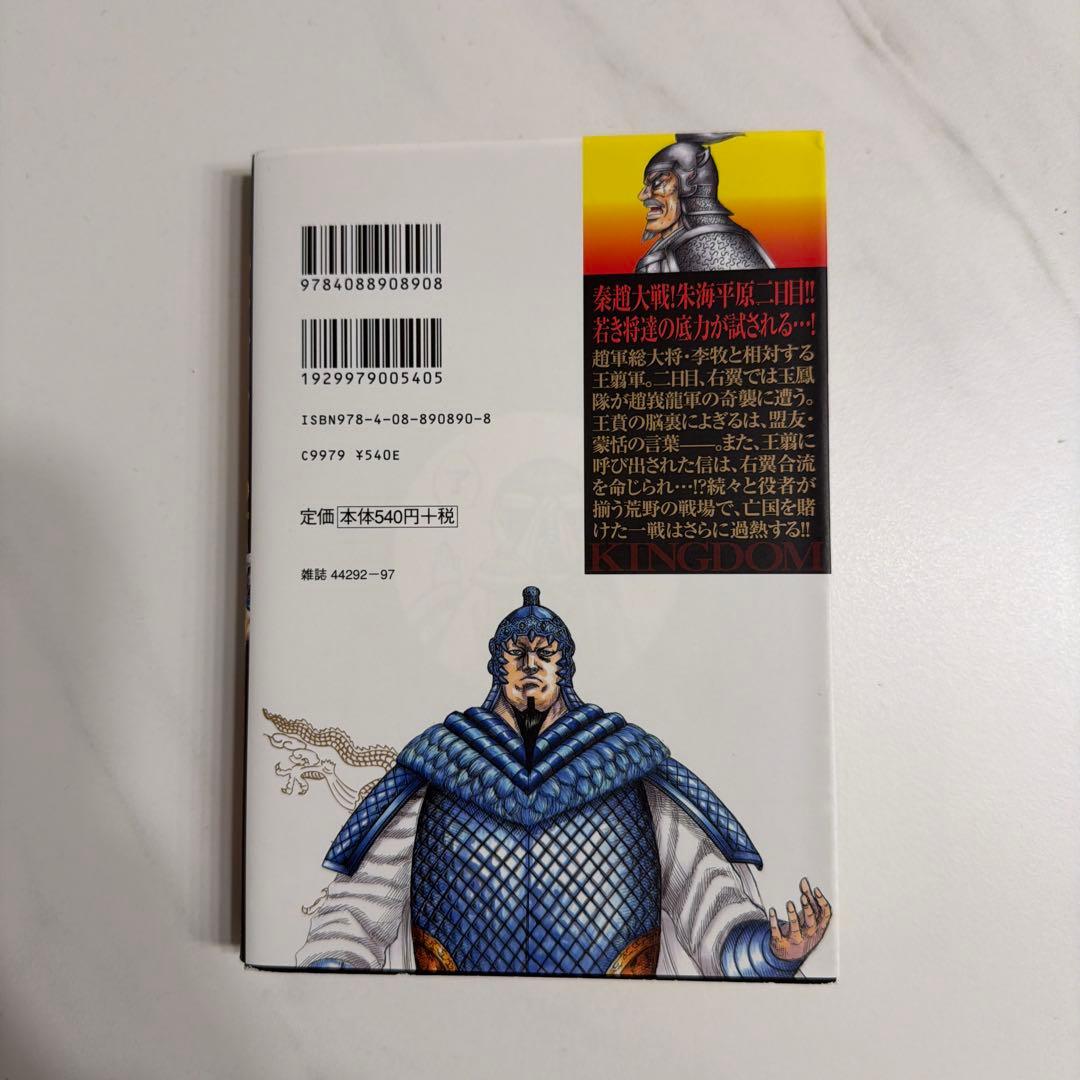 9784088908908
1929979005405
ISBN978-4-08-890890-8
C9979 ¥540E
定価 本体540円+税
雑誌 44292-97
秦趙大戦!朱海平原二日目!!
若き将達の底力が試される…!
趙軍総大将・李牧と相対する
王翦軍。二日目、右翼では玉鳳
隊が趙峩龍軍の奇襲に遭う。
王賁の脳裏によぎるは、盟友・
蒙恬の言葉――。また、王翦に
呼び出された信は、右翼合流
を命じられ…!?続々と役者が
揃う荒野の戦場で、亡国を賭
けた一戦はさらに過熱する!!
KINGDOM